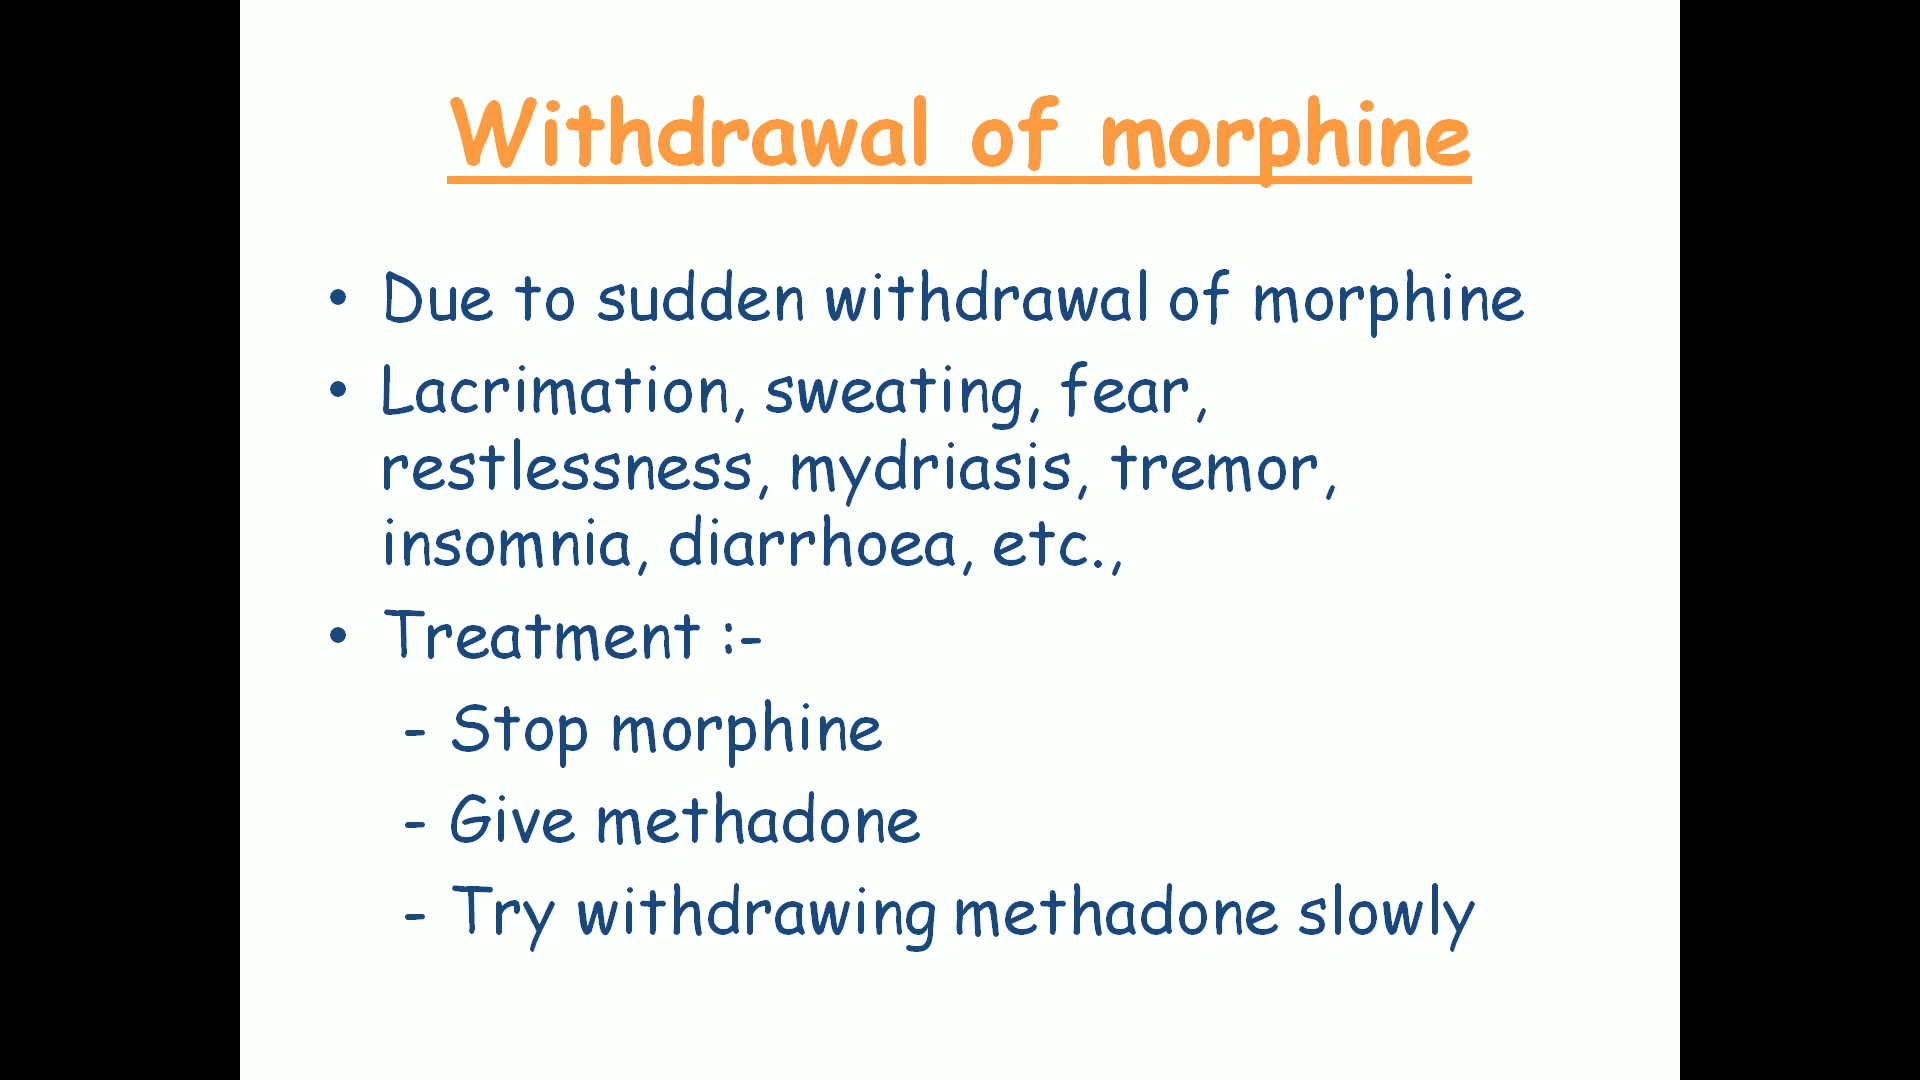 Withdrawal of morphine
• Due to sudden withdrawal of morphine
• Lacrimation, sweating, fear,
restlessness, mydriasis, tremor,
insomnia, diarrhoea, etc.,
• Treatment :-
- Stop morphine
- Give methadone
- Try withdrawing methadone slowly